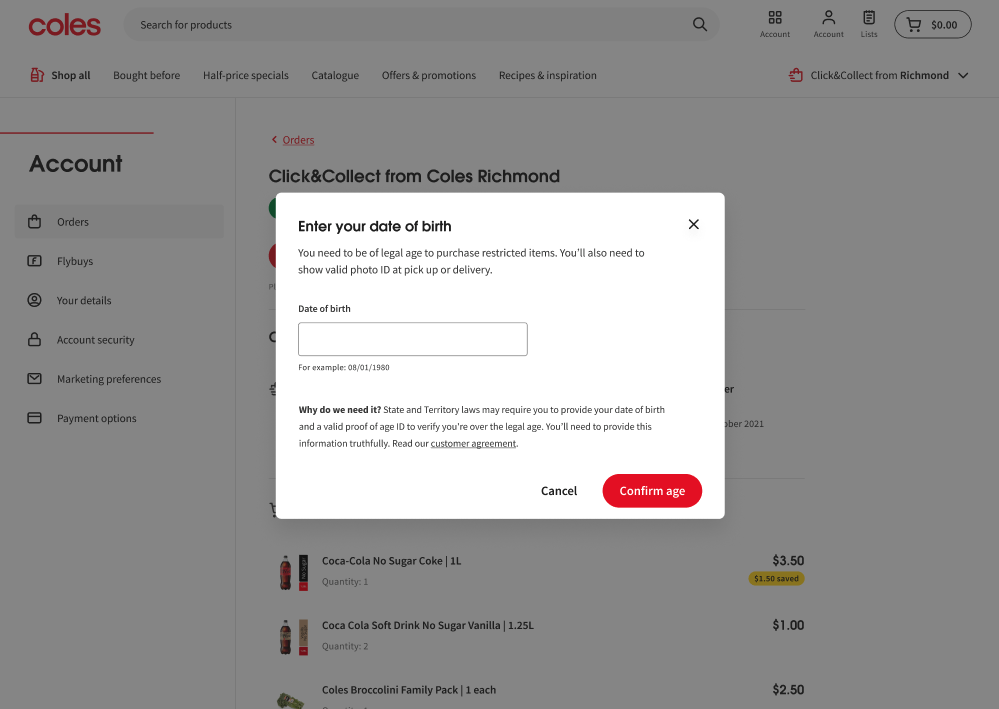 coles
Search for products
Account
Account
Lists
$0.00
Shop all
Bought before
Half-price specials
Catalogue
Offers & promotions
Recipes & inspiration
Click&Collect from Richmond
Orders
Account
Click&Collect from Coles Richmond
Orders
Flybuys
Your details
Account security
Marketing preferences
Payment options
Enter your date of birth
You need to be of legal age to purchase restricted items. You'll also need to
show valid photo ID at pick up or delivery.
Date of birth
For example: 08/01/1980
Why do we need it? State and Territory laws may require you to provide your date of birth
and a valid proof of age ID to verify you're over the legal age. You'll need to provide this
information truthfully. Read our customer agreement.
Cancel
Confirm age
2021
Coca-Cola No Sugar Coke | 1L
$3.50
Quantity: 1
$1.50 saved
Coca Cola Soft Drink No Sugar Vanilla | 1.25L
$1.00
Quantity: 2
Coles Broccolini Family Pack | 1 each
$2.50